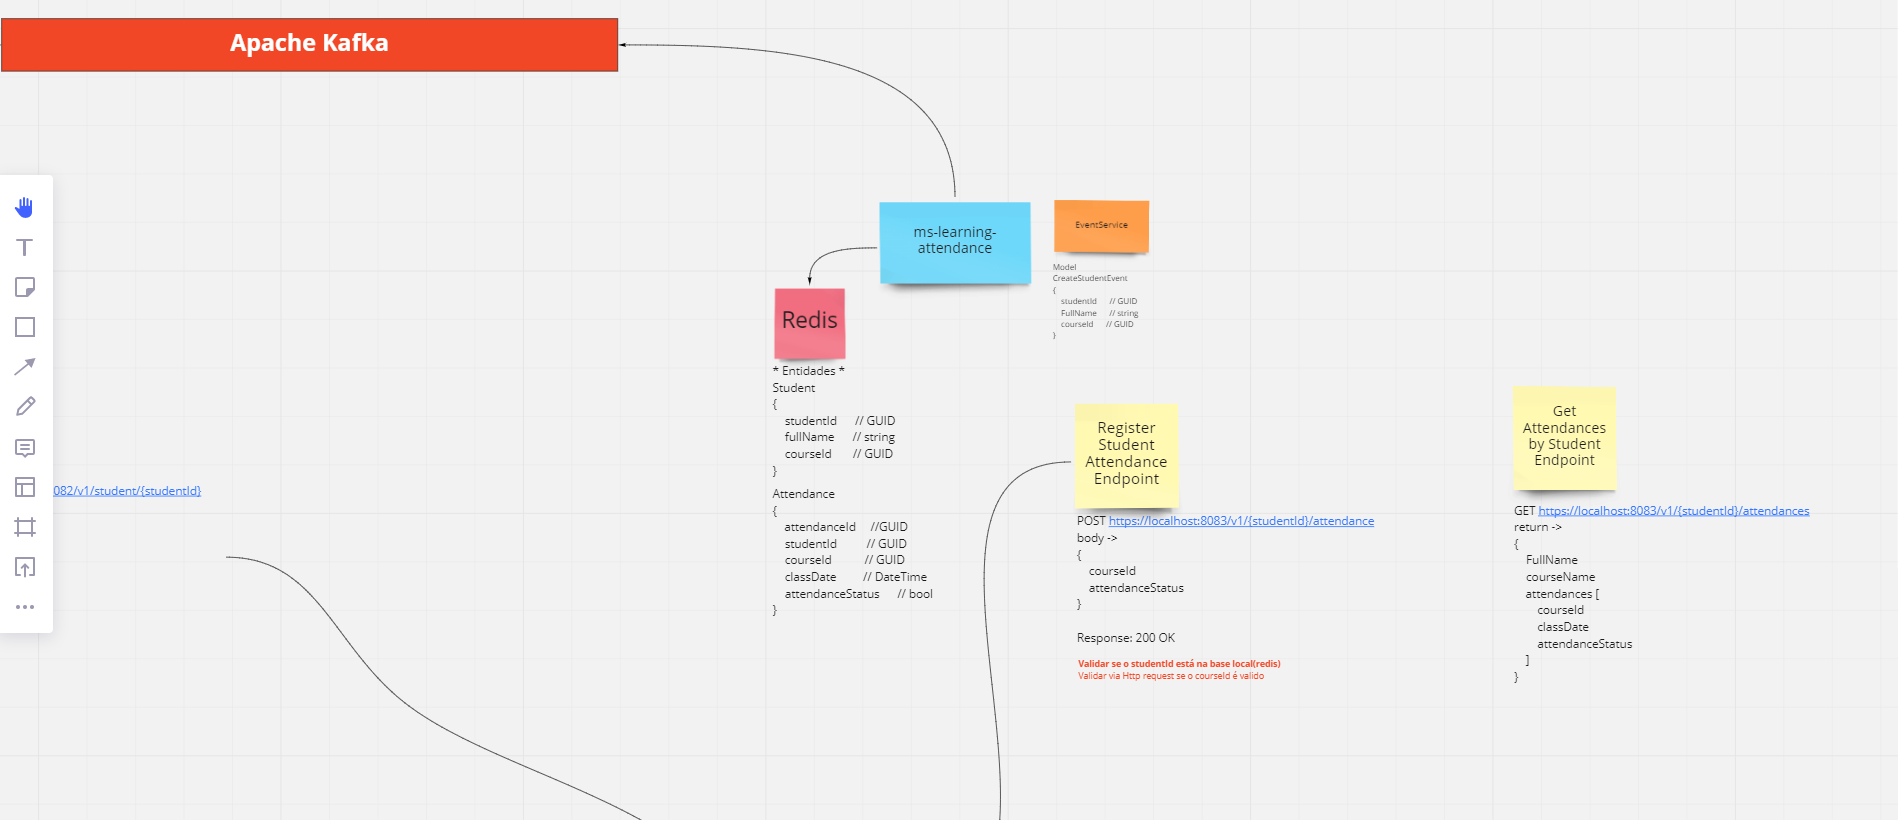 Apache Kafka
ms-learning-
attendance
EventService
Model
CreateStudentEvent
{
studentId // GUID
FullName // string
courseId // GUID
}
Redis
* Entidades *
Student
{
studentId // GUID
fullName // string
courseId // GUID
}
Attendance
{
attendanceId //GUID
studentId // GUID
courseId // GUID
classDate // DateTime
attendanceStatus // bool
}
082/v1/student/{studentId}
Register
Student
Attendance
Endpoint
POST https://localhost:8083/v1/{studentId}/attendance
body ->
{
courseId
attendanceStatus
}
Response: 200 OK
Validar se o studentId está na base local(redis)
Validar via Http request se o courseId é valido
Get
Attendances
by Student
Endpoint
GET https://localhost:8083/v1/{studentId}/attendances
return ->
{
FullName
courseName
attendances [
courseId
classDate
attendanceStatus
]
}